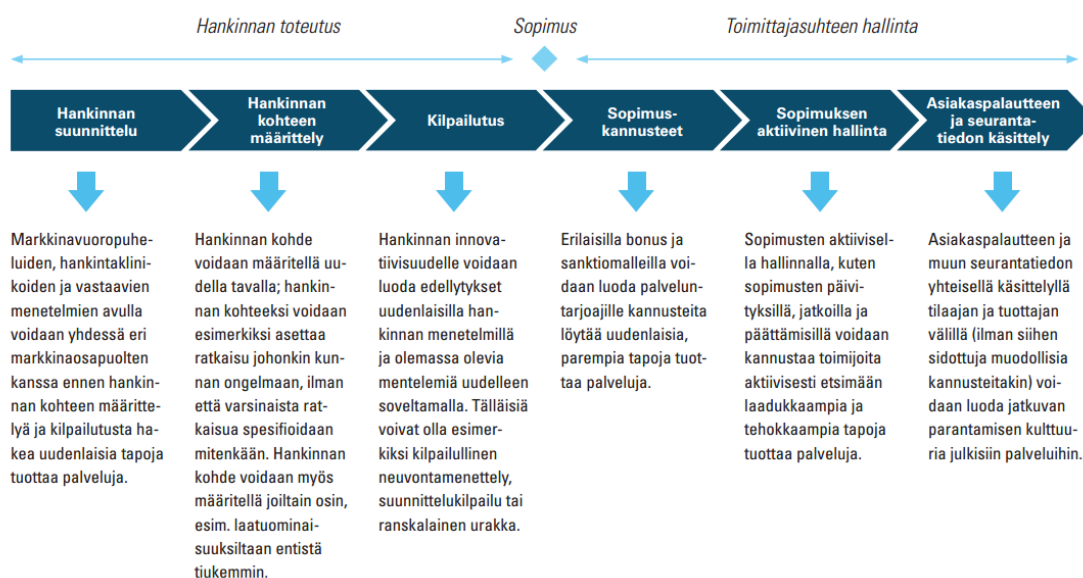 Hankinnan toteutus
Sopimus
Toimittajasuhteen hallinta
Hankinnan
suunnittelu
Hankinnan
kohteen
määrittely
Kilpailutus
Sopimus-
kannusteet
Sopimuksen
aktiivinen hallinta
Asiakaspalautteen
ja seuranta-
tiedon käsittely
Markkinavuoropuhe-
luiden, hankintaklini-
koiden ja vastaavien
menetelmien avulla
voidaan yhdessä eri
markkinaosapuolten
kanssa ennen hankin-
nan kohteen määritte-
lyä ja kilpailutusta ha-
kea uudenlaisia tapoja
tuottaa palveluja.
Hankinnan kohde
voidaan määritellä uu-
della tavalla; hankin-
nan kohteeksi voidaan
esimerkiksi asettaa
ratkaisu johonkin kun-
nan ongelmaan, ilman
että varsinaista rat-
kaisua spesifioidaan
mitenkään. Hankinnan
kohde voidaan myös
määritellä joiltain osin,
esim. laatuominai-
suuksiltaan entistä
tiukemmin.
Hankinnan innova-
tiivisuudelle voidaan
luoda edellytykset
uudenlaisilla han-
kinnan menetelmillä
ja olemassa olevia
mentelemiä uudelleen
soveltamalla. Tälläisiä
voivat olla esimer-
kiksi kilpailullinen
neuvontamenettely,
suunnittelukilpailu tai
ranskalainen urakka.
Erilaisilla bonus ja
sanktiomalleilla voi-
daan luoda palvelun-
tarjoajille kannusteita
löytää uudenlaisia,
parempia tapoja tuot-
taa palveluja.
Sopimusten aktiivisel-
la hallinnalla, kuten
sopimusten päivi-
tyksillä, jatkoilla ja
päättämisillä voidaan
kannustaa toimijoita
aktiivisesti etsimään
laadukkaampia ja
tehokkaampia tapoja
tuottaa palveluja.
Asiakaspalautteen ja
muun seurantatiedon
yhteisellä käsittelyllä
tilaajan ja tuottajan
välillä (ilman siihen
sidottuja muodollisia
kannusteitakin) voi-
daan luoda jatkuvan
parantamisen kulttuu-
ria julkisiin palveluihin.